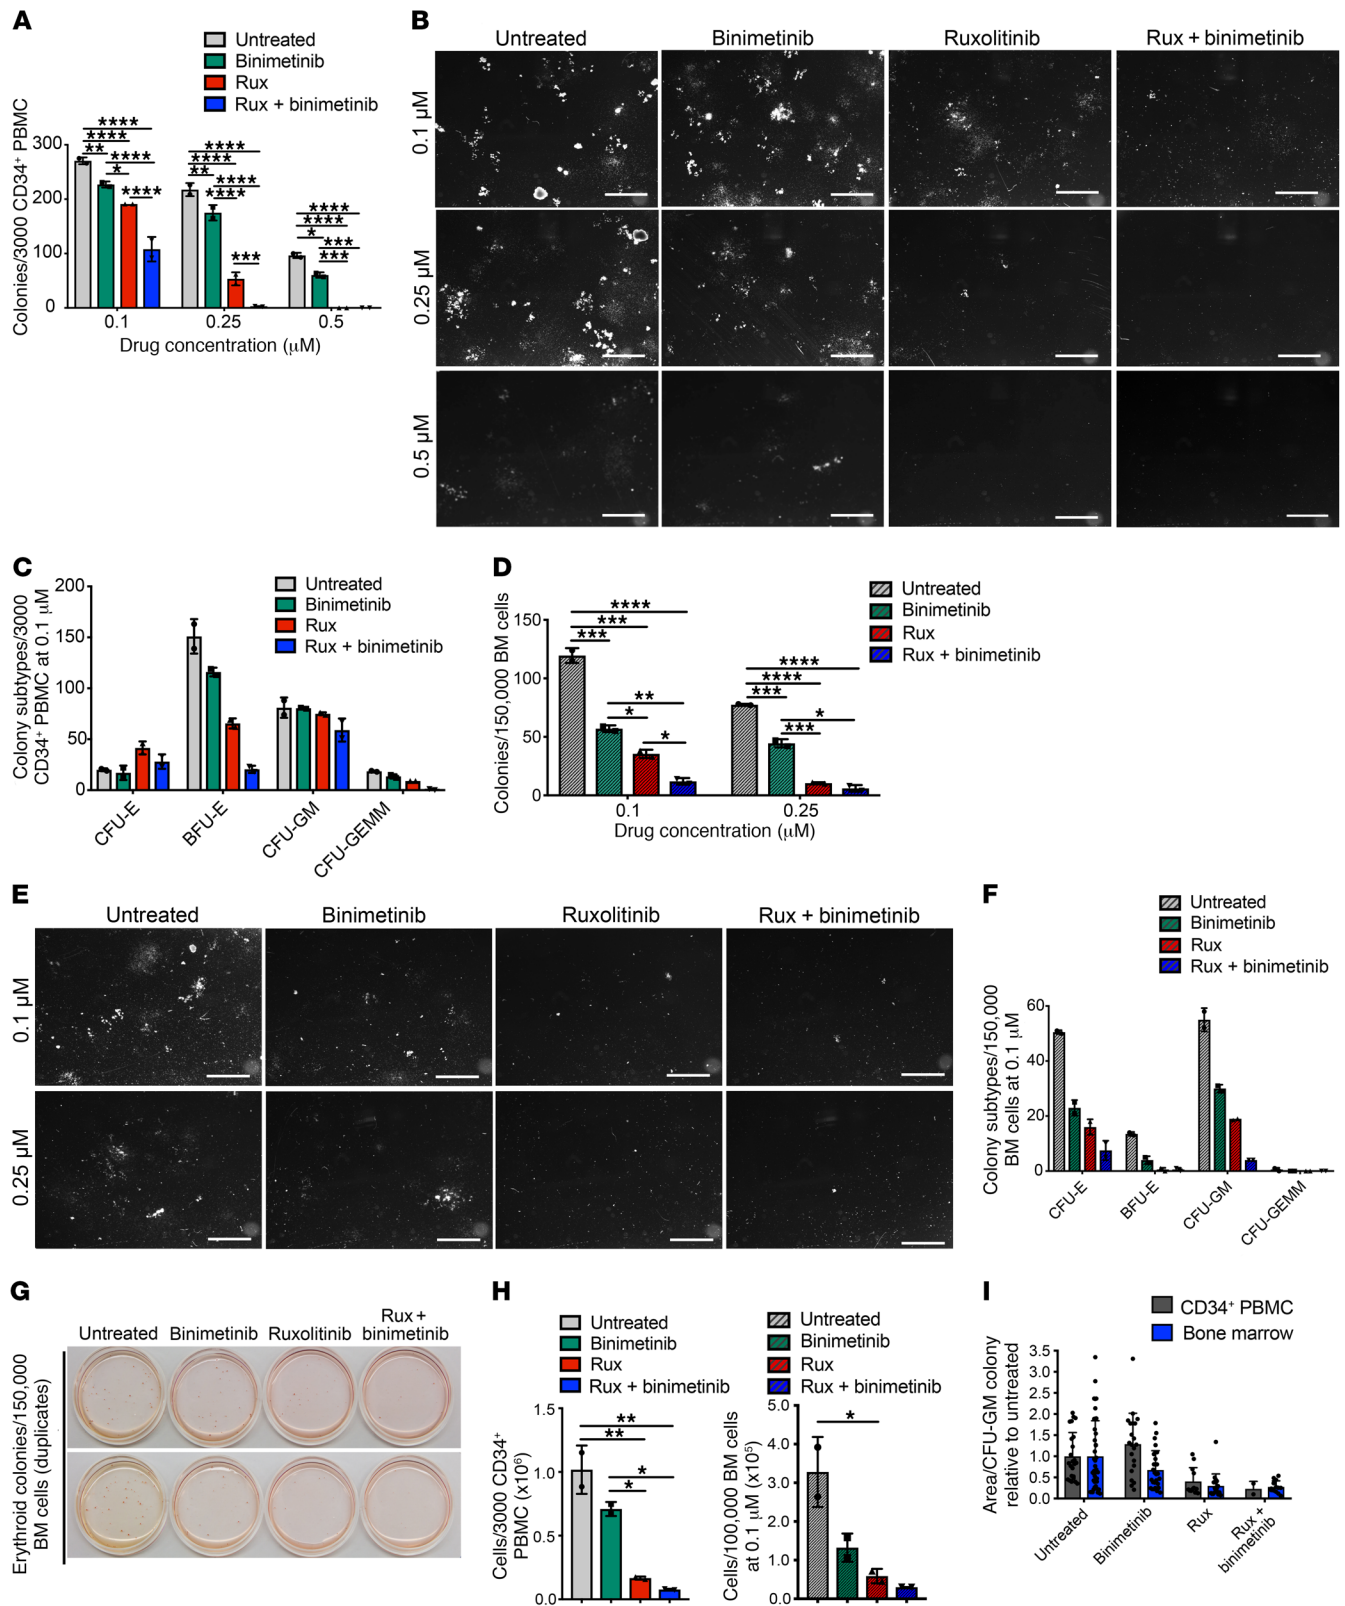 A
Untreated
Binimetinib
Rux
Rux + binimetinib
Colonies/3000 CD34⁺ PBMC
300
200
100
0
****
****
**
****
*
****
****
****
**
****
****
***
****
****
*
***
***
0.1
0.25
0.5
Drug concentration (μM)
B
Untreated
Binimetinib
Ruxolitinib
Rux + binimetinib
0.1 μM
0.25 μM
0.5 μM
C
Untreated
Binimetinib
Rux
Rux + binimetinib
Colony subtypes/3000
CD34⁺ PBMC at 0.1 μM
200
150
100
50
0
CFU-E
BFU-E
CFU-GM
CFU-GEMM
D
Untreated
Binimetinib
Rux
Rux + binimetinib
Colonies/150,000 BM cells
150
100
50
0
****
***
***
**
*
*
****
****
***
*
***
0.1
0.25
Drug concentration (μM)
E
Untreated
Binimetinib
Ruxolitinib
Rux + binimetinib
0.1 μM
0.25 μM
F
Untreated
Binimetinib
Rux
Rux + binimetinib
Colony subtypes/150,000
BM cells at 0.1 μM
60
40
20
0
CFU-E
BFU-E
CFU-GM
CFU-GEMM
G
Untreated
Binimetinib
Ruxolitinib
Rux +
binimetinib
Erythroid colonies/150,000
BM cells (duplicates)
H
Untreated
Binimetinib
Rux
Rux + binimetinib
Cells/3000 CD34⁺
PBMC (x10⁶)
1.5
1.0
0.5
0.0
**
**
*
*
Untreated
Binimetinib
Rux
Rux + binimetinib
Cells/100,000 BM cells
at 0.1 μM (x10⁵)
5.0
4.0
3.0
2.0
1.0
0.0
*
I
CD34⁺ PBMC
Bone marrow
Area/CFU-GM colony
relative to untreated
3.5
3.0
2.5
2.0
1.5
1.0
0.5
0.0
Untreated
Binimetinib
Rux
Rux +
binimetinib